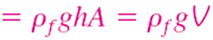 = ρ_f ghA = ρ_f gV